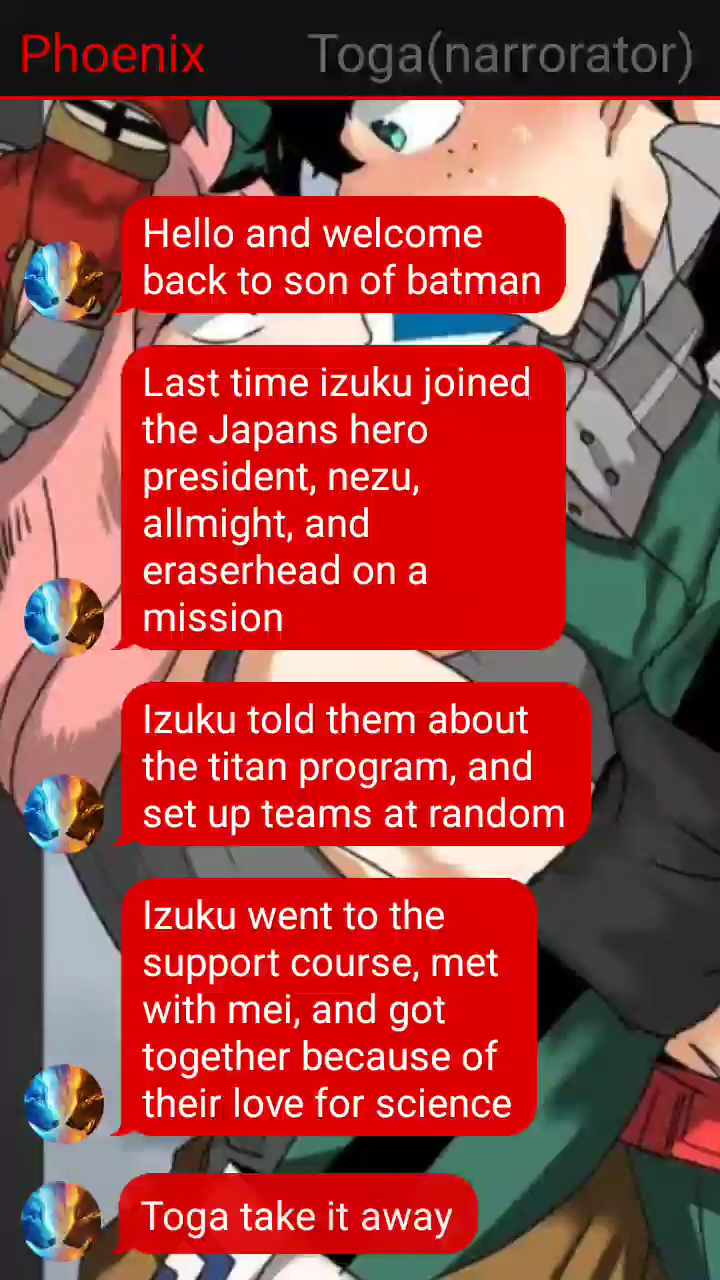 Phoenix
Toga(narrorator)
Hello and welcome
back to son of batman
Last time izuku joined
the Japans hero
president, nezu,
allmight, and
eraserhead on a
mission
Izuku told them about
the titan program, and
set up teams at random
Izuku went to the
support course, met
with mei, and got
together because of
their love for science
Toga take it away